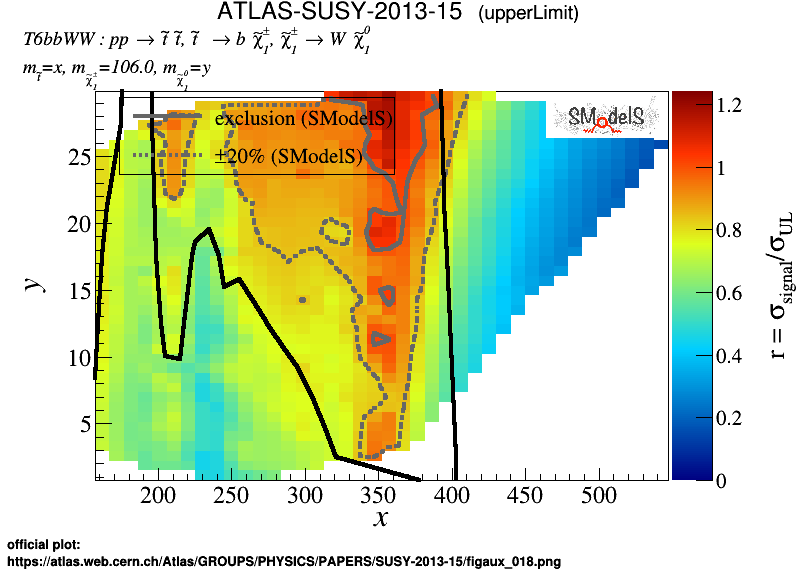 ATLAS-SUSY-2013-15 (upperLimit)
T6bbWW : pp → t̃ t̃, t̃ → b χ̃₁±, χ̃₁± → W χ̃₁⁰
m_t̃=x, m_χ̃₁±=106.0, m_χ̃₁⁰=y
exclusion (SModelS)
±20% (SModelS)
SModelS
y
25
20
15
10
5
200 250 300 350 400 450 500
x
1.2
1
0.8
0.6
0.4
0.2
0
r = σsignal/σUL
official plot:
https://atlas.web.cern.ch/Atlas/GROUPS/PHYSICS/PAPERS/SUSY-2013-15/figaux_018.png